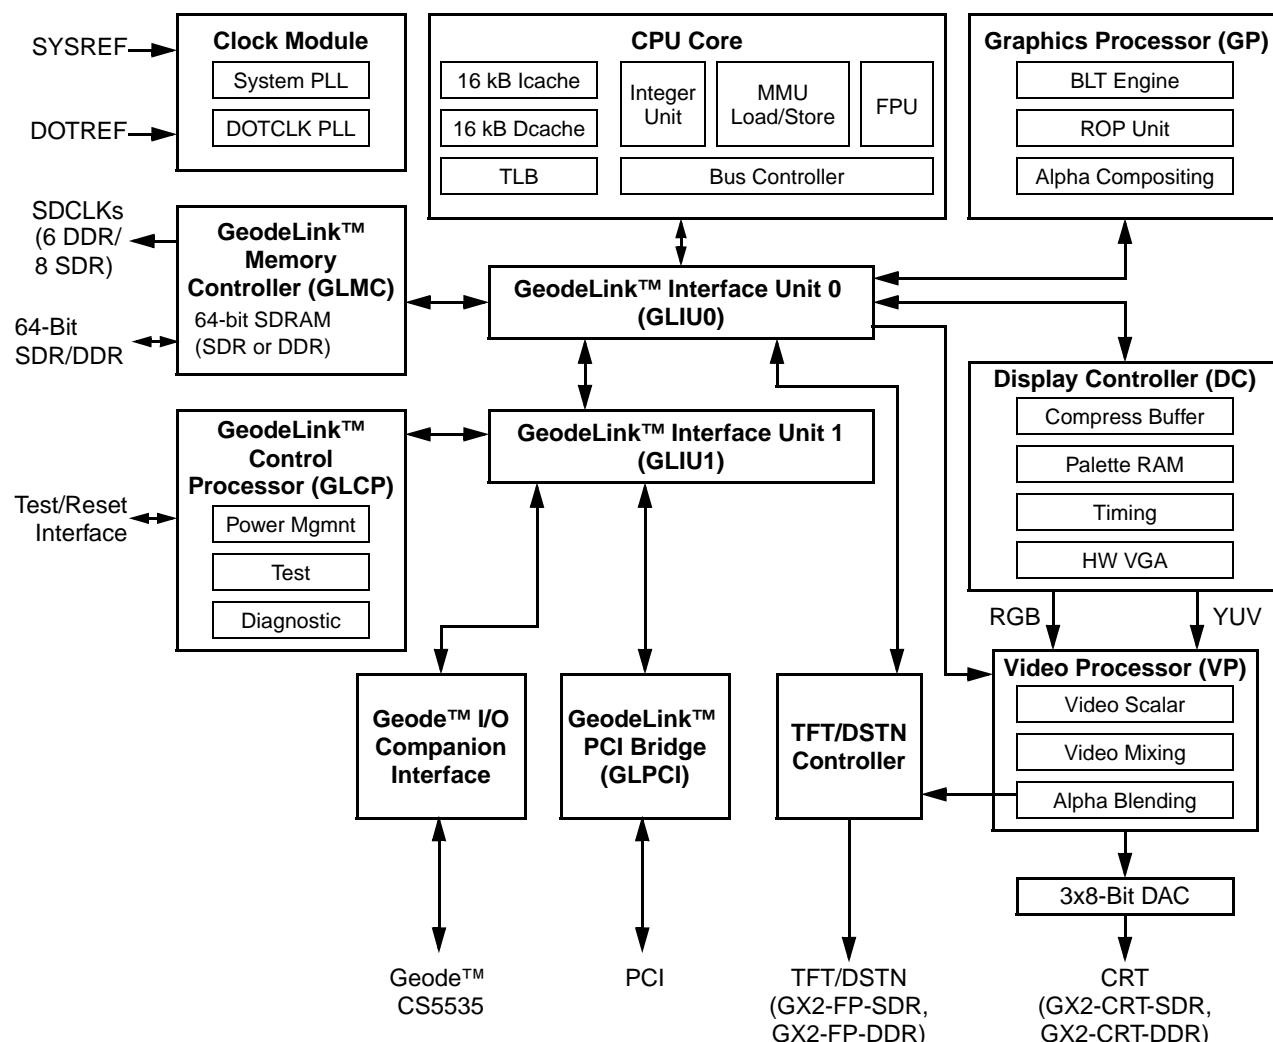 SYSREF
DOTREF
Clock Module
System PLL
DOTCLK PLL
CPU Core
16 kB Icache
16 kB Dcache
TLB
Integer
Unit
MMU
Load/Store
FPU
Bus Controller
Graphics Processor (GP)
BLT Engine
ROP Unit
Alpha Compositing
SDCLKs
(6 DDR/
8 SDR)
64-Bit
SDR/DDR
GeodeLink™
Memory
Controller (GLMC)
64-bit SDRAM
(SDR or DDR)
GeodeLink™ Interface Unit 0
(GLIU0)
GeodeLink™ Interface Unit 1
(GLIU1)
Display Controller (DC)
Compress Buffer
Palette RAM
Timing
HW VGA
Test/Reset
Interface
GeodeLink™
Control
Processor (GLCP)
Power Mgmnt
Test
Diagnostic
RGB
YUV
Geode™ I/O
Companion
Interface
GeodeLink™
PCI Bridge
(GLPCI)
TFT/DSTN
Controller
Video Processor (VP)
Video Scalar
Video Mixing
Alpha Blending
3x8-Bit DAC
Geode™
CS5535
PCI
TFT/DSTN
(GX2-FP-SDR,
GX2-FP-DDR)
CRT
(GX2-CRT-SDR,
GX2-CRT-DDR)